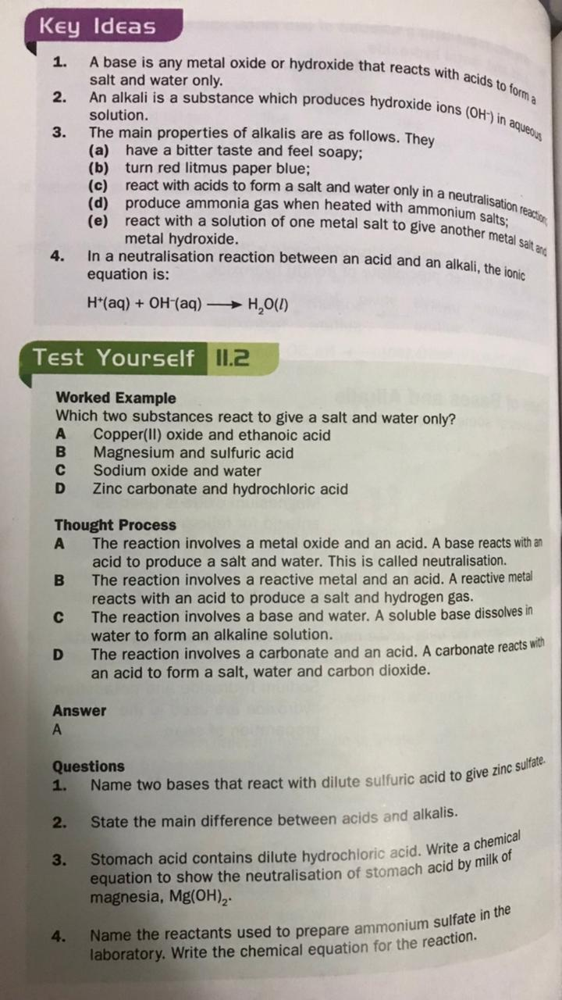 Key Ideas
1. A base is any metal oxide or hydroxide that reacts with acids to form a
salt and water only.
2. An alkali is a substance which produces hydroxide ions (OH⁻) in aqueous
solution.
3. The main properties of alkalis are as follows. They
(a) have a bitter taste and feel soapy;
(b) turn red litmus paper blue;
(c) react with acids to form a salt and water only in a neutralisation reaction;
(d) produce ammonia gas when heated with ammonium salts;
(e) react with a solution of one metal salt to give another metal salt and
metal hydroxide.
4. In a neutralisation reaction between an acid and an alkali, the ionic
equation is:
H⁺(aq) + OH⁻(aq) ⟶ H₂O(l)
Test Yourself 11.2
Worked Example
Which two substances react to give a salt and water only?
A Copper(II) oxide and ethanoic acid
B Magnesium and sulfuric acid
C Sodium oxide and water
D Zinc carbonate and hydrochloric acid
Thought Process
A The reaction involves a metal oxide and an acid. A base reacts with an
acid to produce a salt and water. This is called neutralisation.
B The reaction involves a reactive metal and an acid. A reactive metal
reacts with an acid to produce a salt and hydrogen gas.
C The reaction involves a base and water. A soluble base dissolves in
water to form an alkaline solution.
D The reaction involves a carbonate and an acid. A carbonate reacts with
an acid to form a salt, water and carbon dioxide.
Answer
A
Questions
1. Name two bases that react with dilute sulfuric acid to give zinc sulfate.
2. State the main difference between acids and alkalis.
3. Stomach acid contains dilute hydrochloric acid. Write a chemical
equation to show the neutralisation of stomach acid by milk of
magnesia, Mg(OH)₂.
4. Name the reactants used to prepare ammonium sulfate in the
laboratory. Write the chemical equation for the reaction.